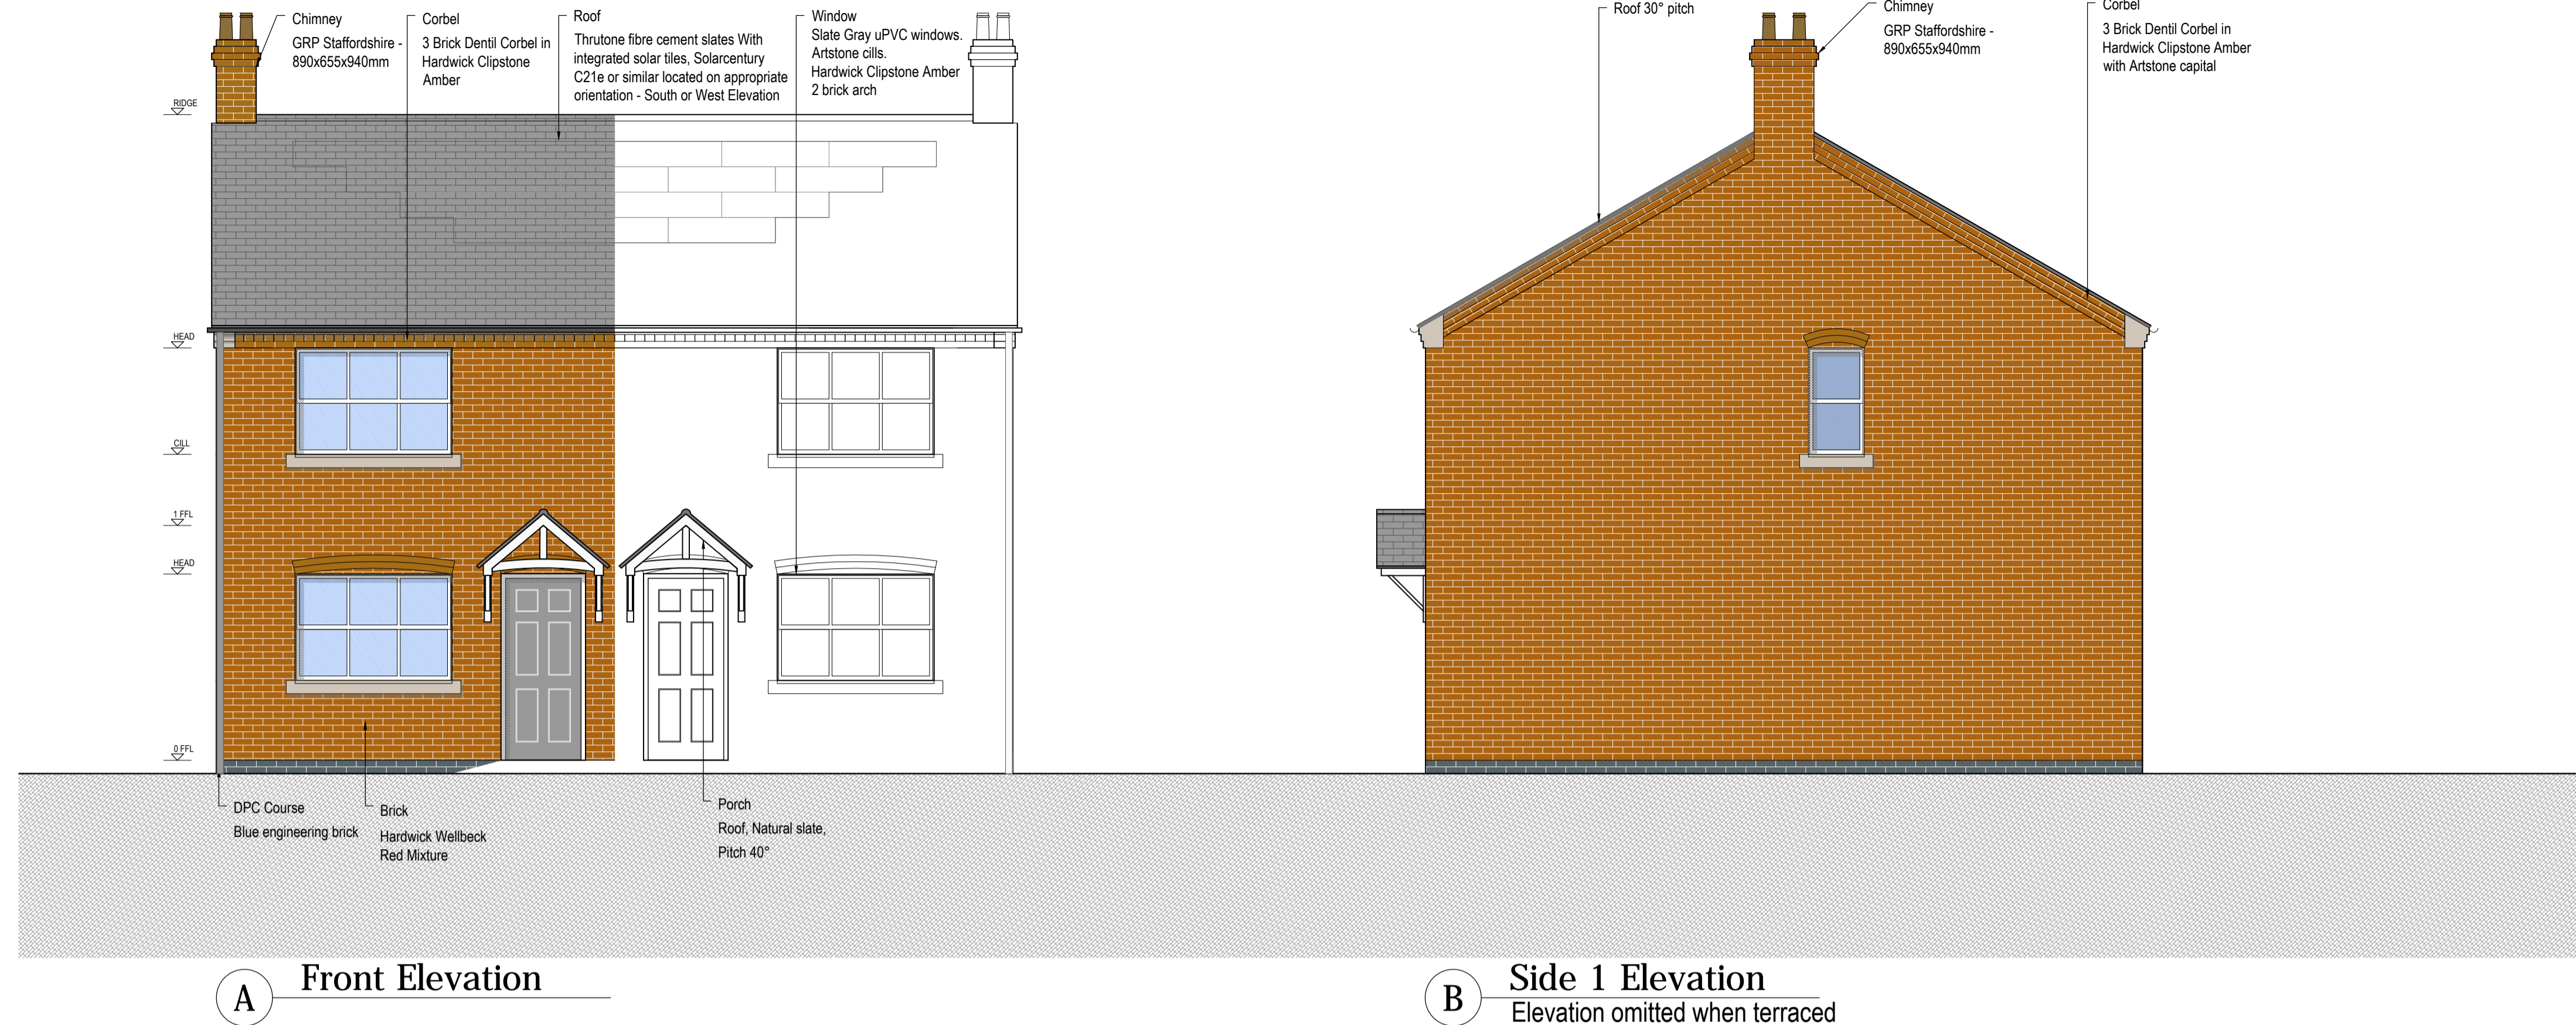 Chimney
GRP Staffordshire -
890x655x940mm
Corbel
3 Brick Dentil Corbel in
Hardwick Clipstone
Amber
Roof
Thrutone fibre cement slates With
integrated solar tiles, Solarcentury
C21e or similar located on appropriate
orientation - South or West Elevation
Window
Slate Gray uPVC windows.
Artstone cills.
Hardwick Clipstone Amber
2 brick arch
RIDGE
HEAD
CILL
1 FFL
HEAD
0 FFL
DPC Course
Blue engineering brick
Brick
Hardwick Wellbeck
Red Mixture
Porch
Roof, Natural slate,
Pitch 40°
A
Front Elevation
Roof 30° pitch
Chimney
GRP Staffordshire -
890x655x940mm
Corbel
3 Brick Dentil Corbel in
Hardwick Clipstone Amber
with Artstone capital
B
Side 1 Elevation
Elevation omitted when terraced